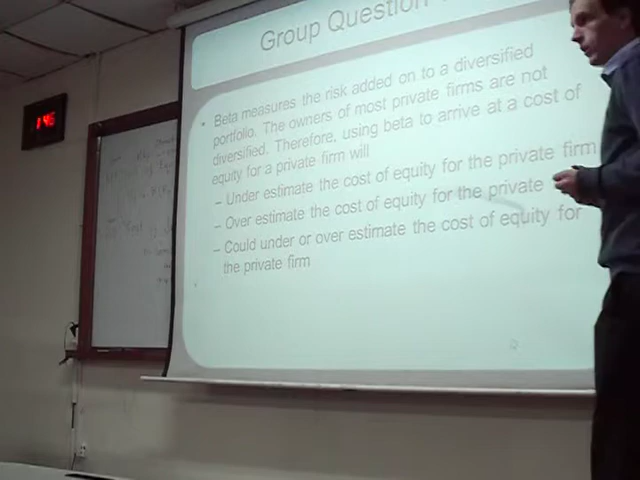 Group Question
• Beta measures the risk added on to a diversified
portfolio. The owners of most private firms are not
diversified. Therefore, using beta to arrive at a cost of
equity for a private firm will
– Under estimate the cost of equity for the private firm
– Over estimate the cost of equity for the private
– Could under or over estimate the cost of equity for
the private firm